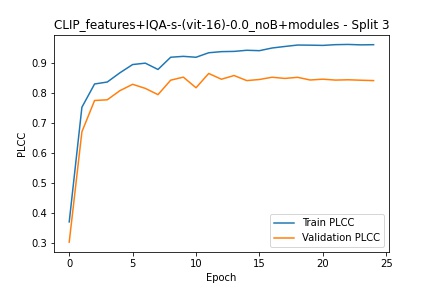 CLIP_features+IQA-s-(vit-16)-0.0_noB+modules - Split 3
0.9
0.8
0.7
0.6
0.5
0.4
0.3
PLCC
Train PLCC
Validation PLCC
0 5 10 15 20 25
Epoch